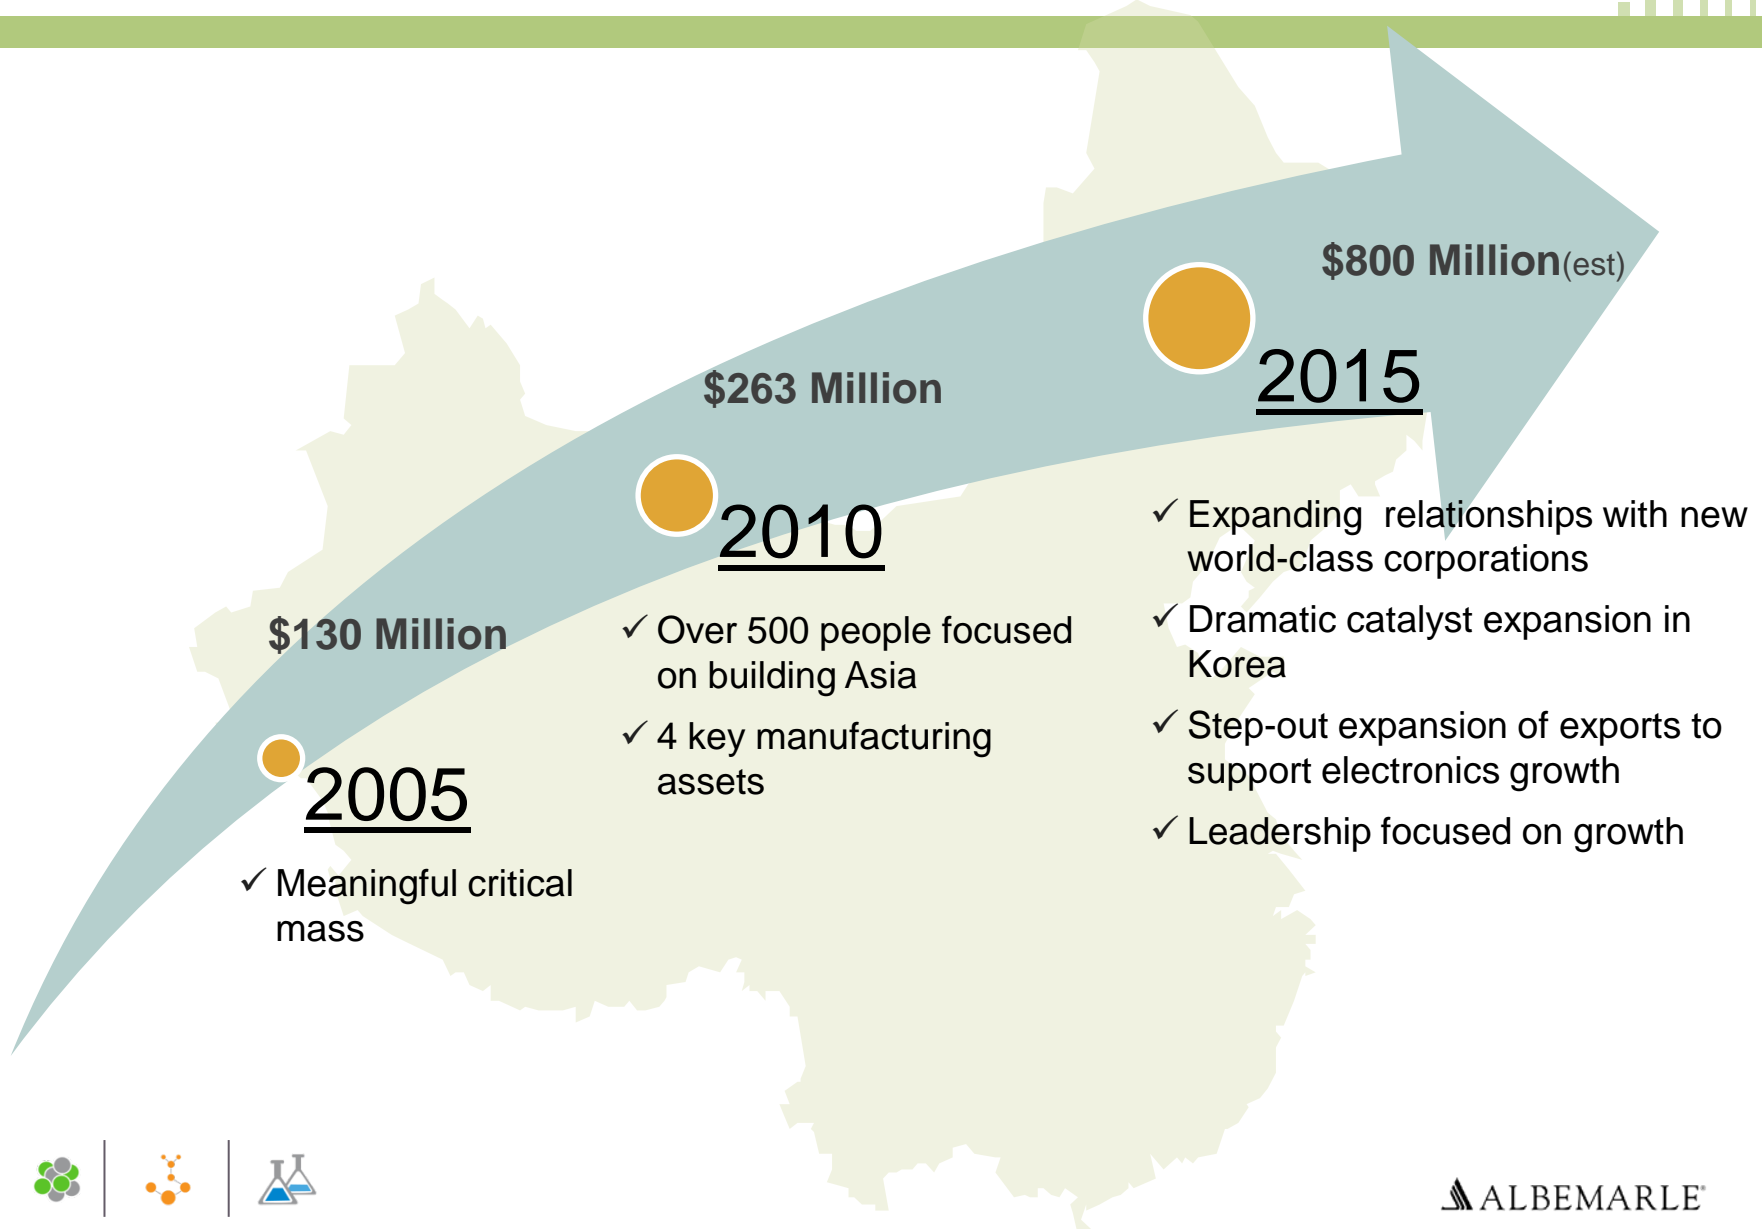 $130 Million
2005
✓ Meaningful critical
mass
$263 Million
2010
✓ Over 500 people focused
on building Asia
✓ 4 key manufacturing
assets
$800 Million(est)
2015
✓ Expanding  relationships with new
world-class corporations
✓ Dramatic catalyst expansion in
Korea
✓ Step-out expansion of exports to
support electronics growth
✓ Leadership focused on growth
ALBEMARLE®